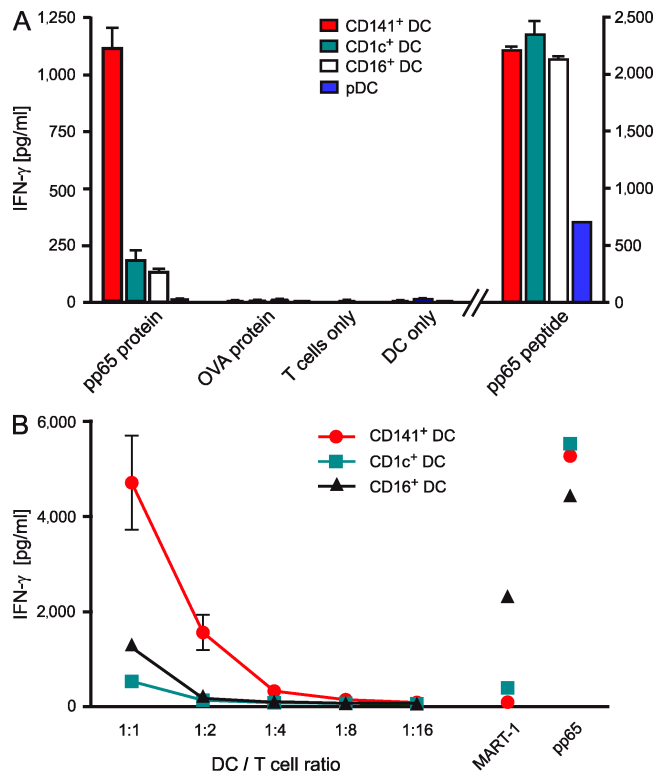 A
1,250
1,000
750
500
250
0
IFN-γ [pg/ml]
CD141⁺ DC
CD1c⁺ DC
CD16⁺ DC
pDC
2,500
2,000
1,500
1,000
500
0
pp65 protein
OVA protein
T cells only
DC only
pp65 peptide
B
6,000
4,000
2,000
0
IFN-γ [pg/ml]
CD141⁺ DC
CD1c⁺ DC
CD16⁺ DC
1:1 1:2 1:4 1:8 1:16
MART-1
pp65
DC / T cell ratio